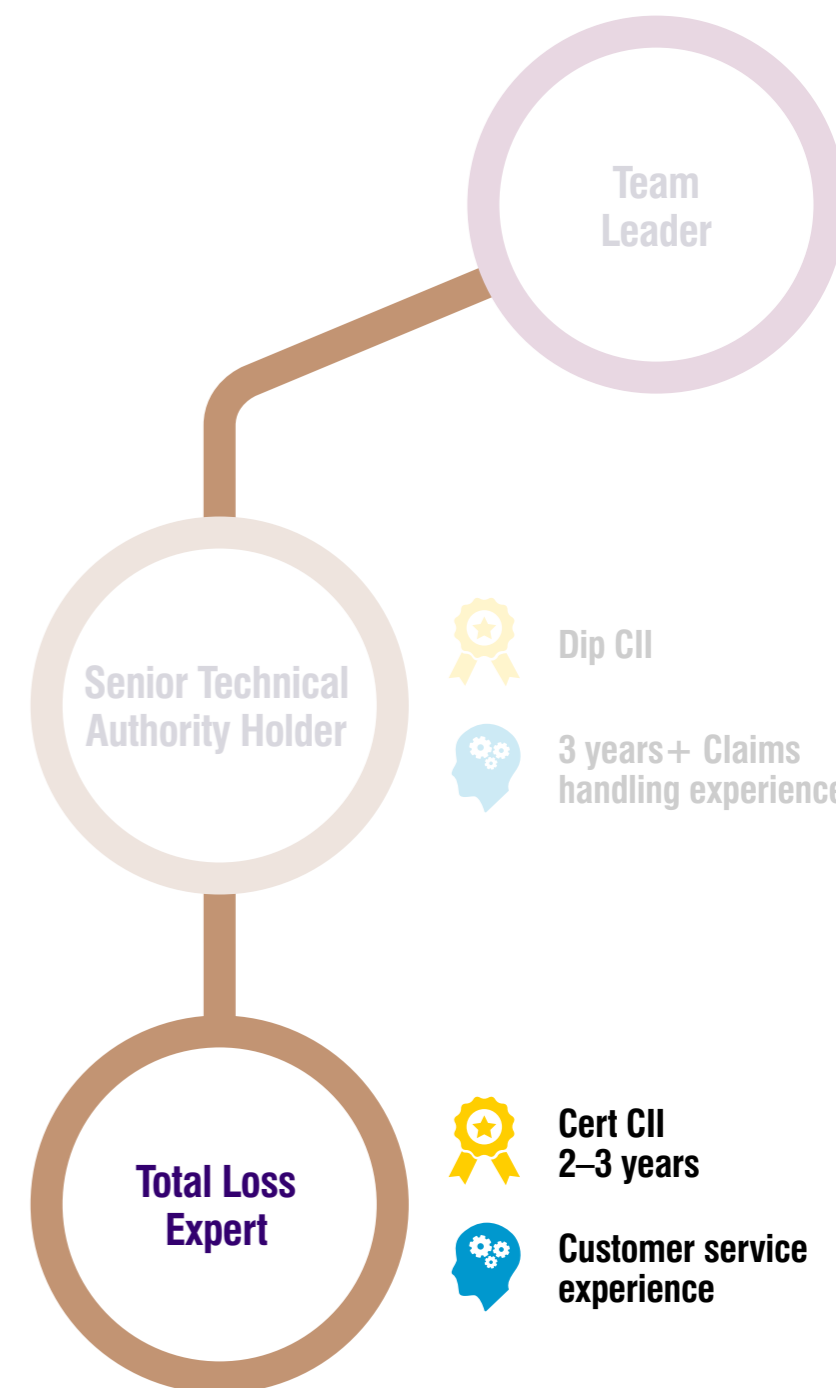 Team
Leader
Senior Technical
Authority Holder
Dip CII
3 years+ Claims
handling experience
Total Loss
Expert
Cert CII
2–3 years
Customer service
experience